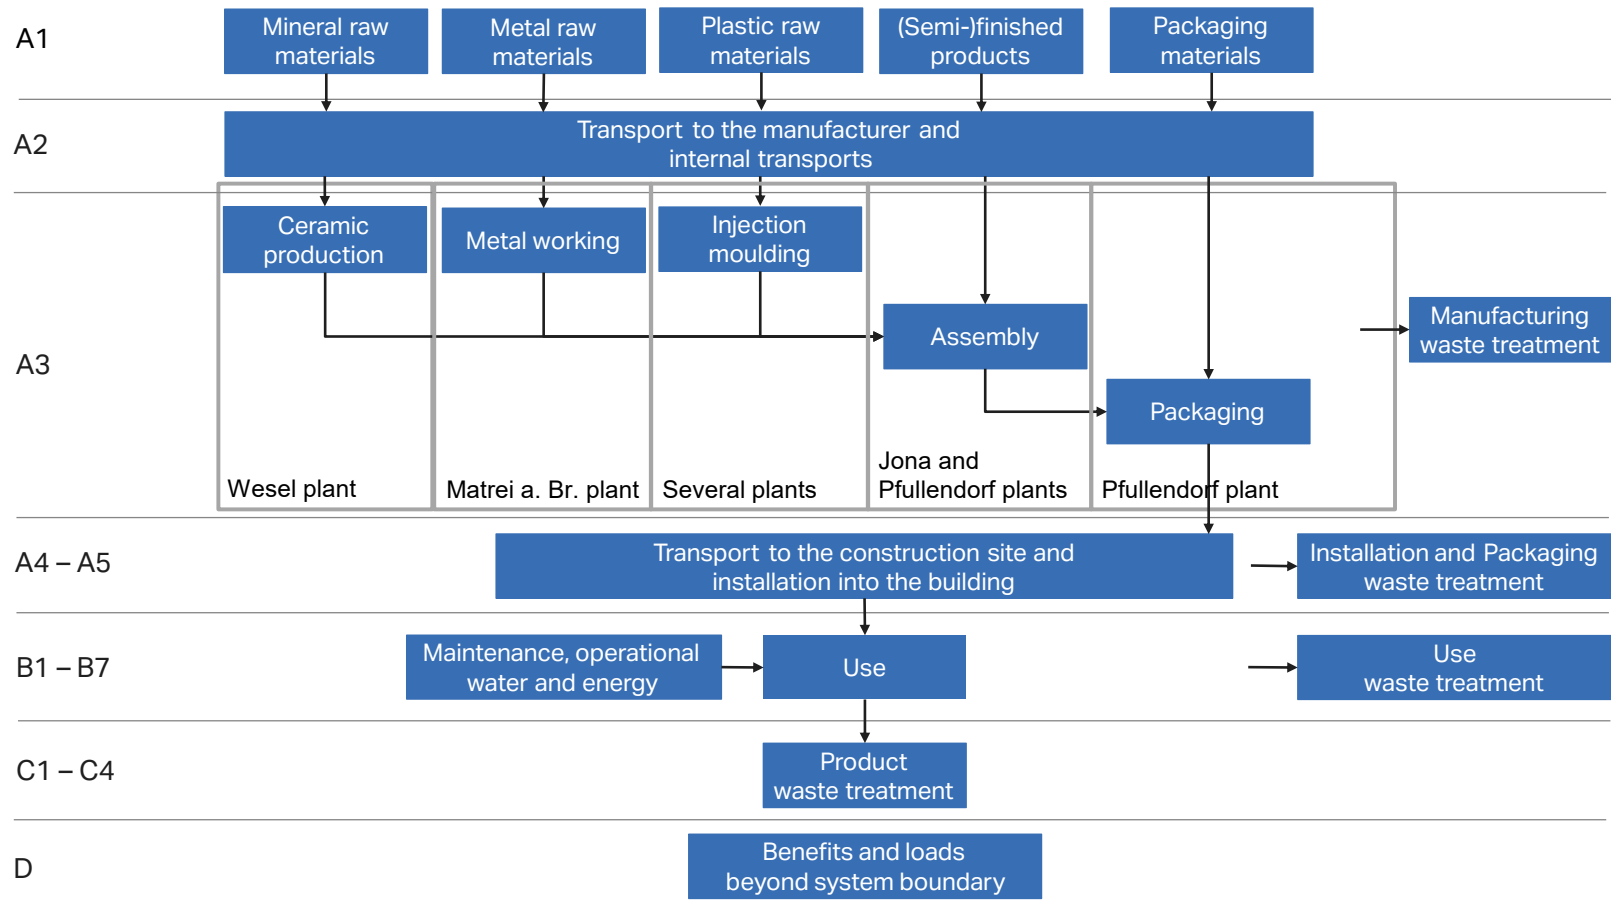 A1
Mineral raw
materials
Metal raw
materials
Plastic raw
materials
(Semi-)finished
products
Packaging
materials
A2
Transport to the manufacturer and
internal transports
A3
Ceramic
production
Metal working
Injection
moulding
Assembly
Packaging
Manufacturing
waste treatment
Wesel plant
Matrei a. Br. plant
Several plants
Jona and
Pfullendorf plants
Pfullendorf plant
A4 – A5
Transport to the construction site and
installation into the building
Installation and Packaging
waste treatment
B1 – B7
Maintenance, operational
water and energy
Use
Use
waste treatment
C1 – C4
Product
waste treatment
D
Benefits and loads
beyond system boundary